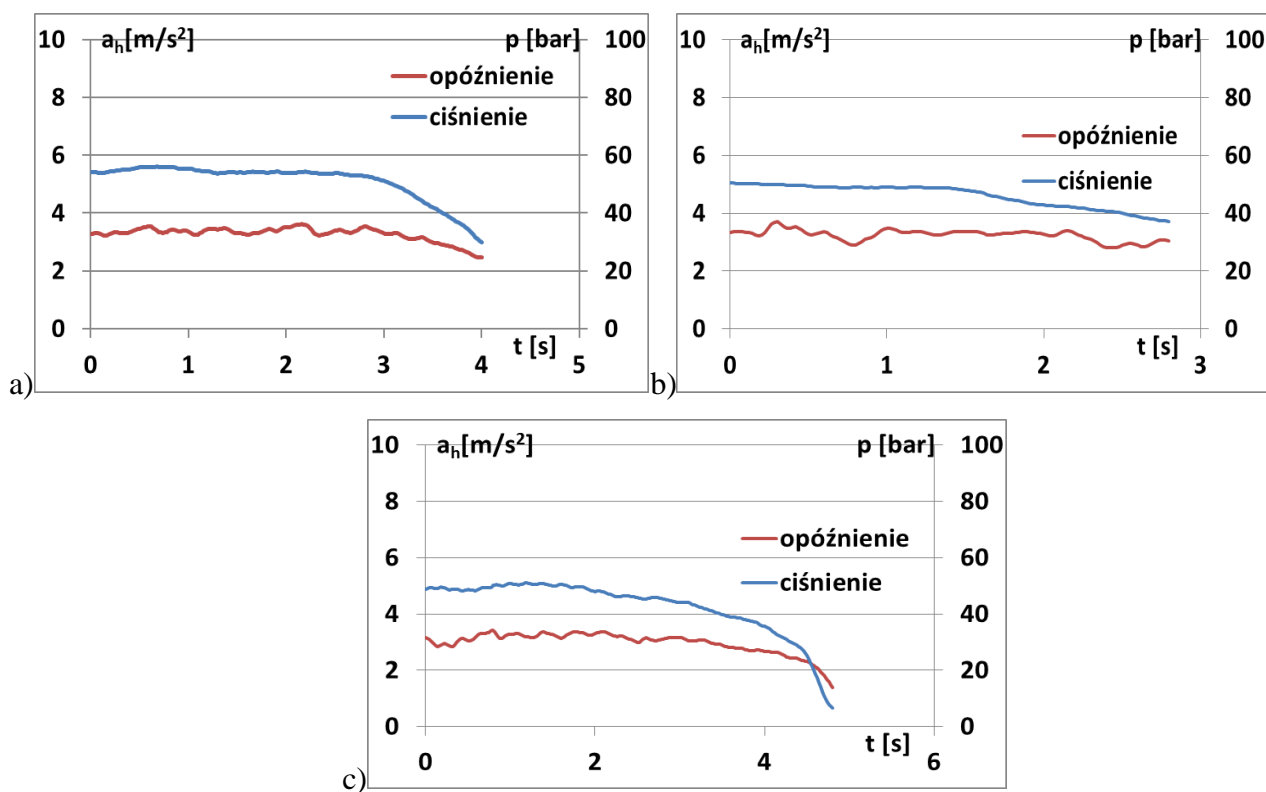 10 a_h[m/s²] p [bar] 100
opóźnienie
8 80
ciśnienie
6 60
4 40
2 20
0 t [s] 0
0 1 2 3 4 5
a)
10 a_h[m/s²] p [bar] 100
8 80
opóźnienie
6 60
ciśnienie
4 40
2 20
0 t [s] 0
0 1 2 3
b)
10 a_h[m/s²] p [bar] 100
8 80
opóźnienie
6 60
ciśnienie
4 40
2 20
0 0
t [s]
0 2 4 6
c)